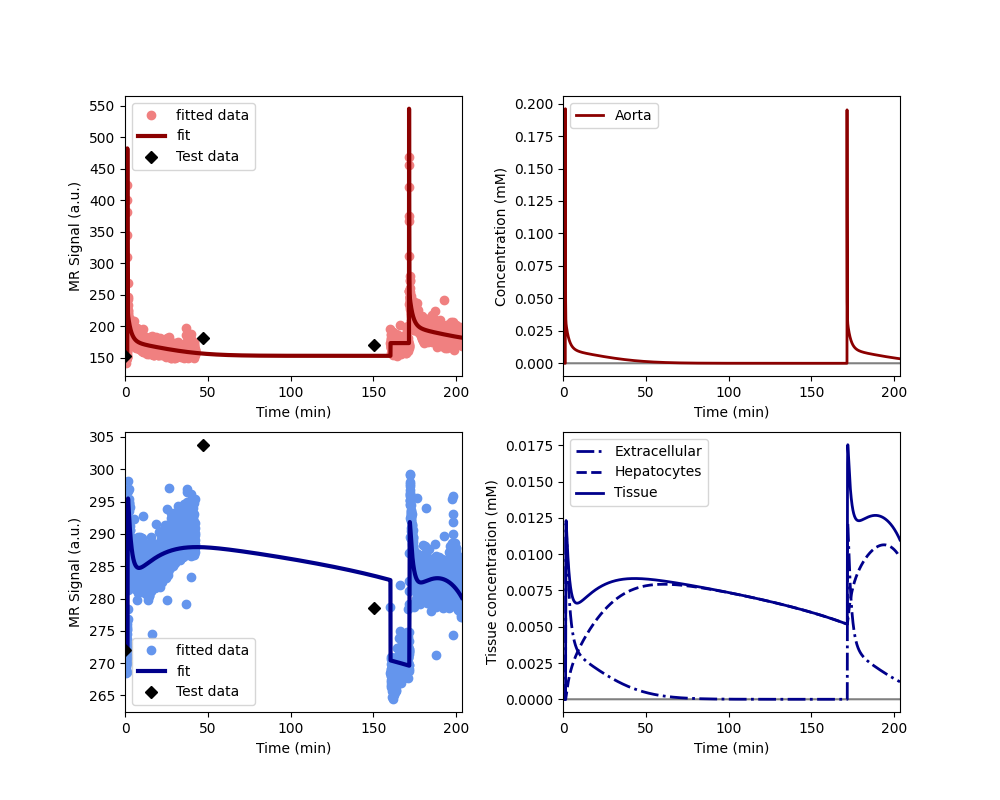 MR Signal (a.u.)
550
500
450
400
350
300
250
200
150
fitted data
fit
Test data
0 50 100 150 200
Time (min)
Concentration (mM)
0.200
0.175
0.150
0.125
0.100
0.075
0.050
0.025
0.000
Aorta
0 50 100 150 200
Time (min)
MR Signal (a.u.)
305
300
295
290
285
280
275
270
265
fitted data
fit
Test data
0 50 100 150 200
Time (min)
Tissue concentration (mM)
0.0175
0.0150
0.0125
0.0100
0.0075
0.0050
0.0025
0.0000
Extracellular
Hepatocytes
Tissue
0 50 100 150 200
Time (min)